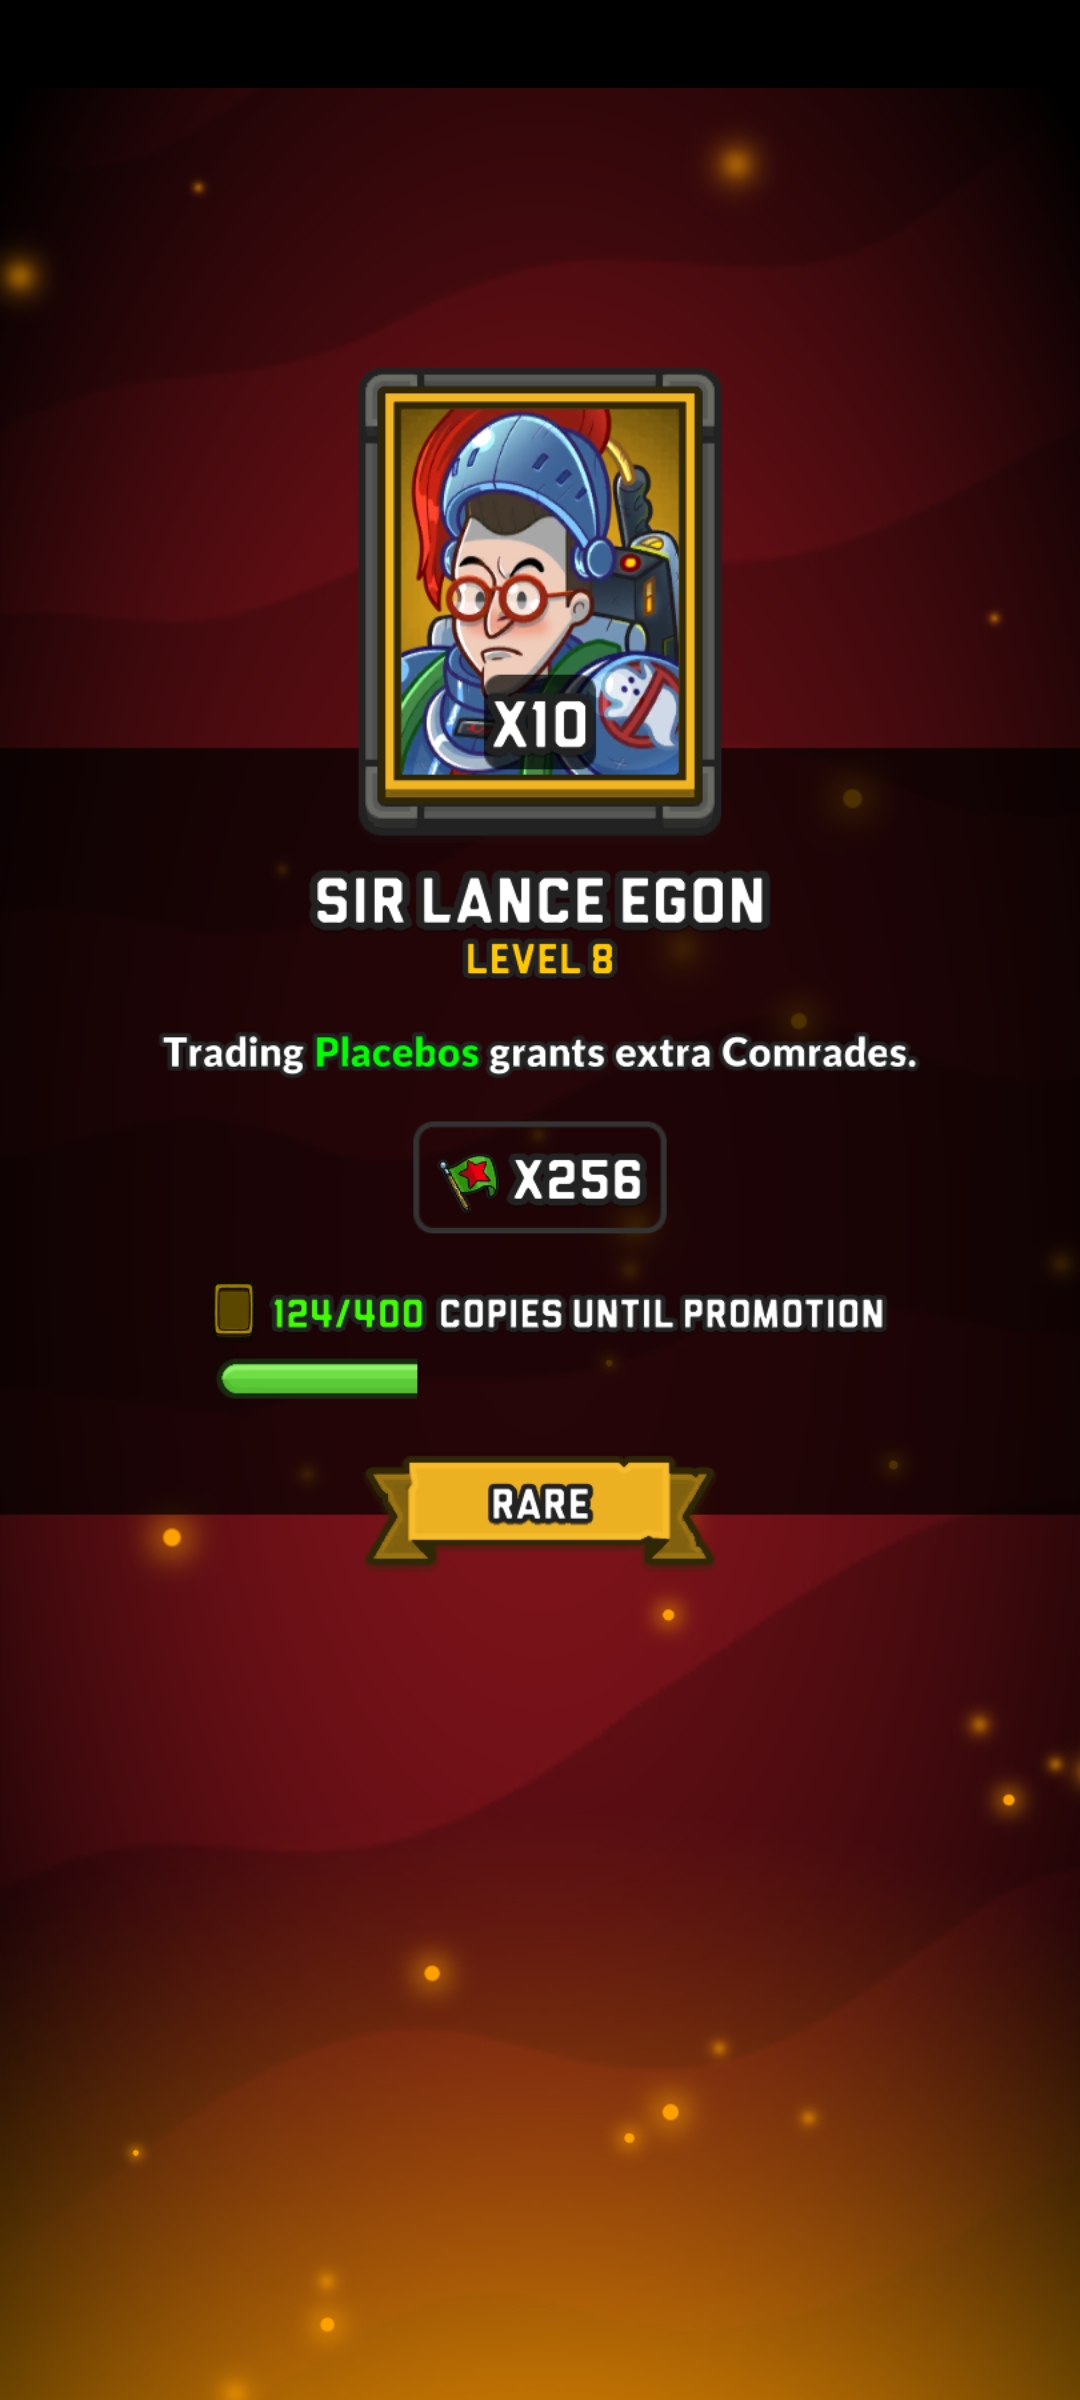 X10
SIR LANCE EGON
LEVEL 8
Trading Placebos grants extra Comrades.
X256
124/400 COPIES UNTIL PROMOTION
RARE